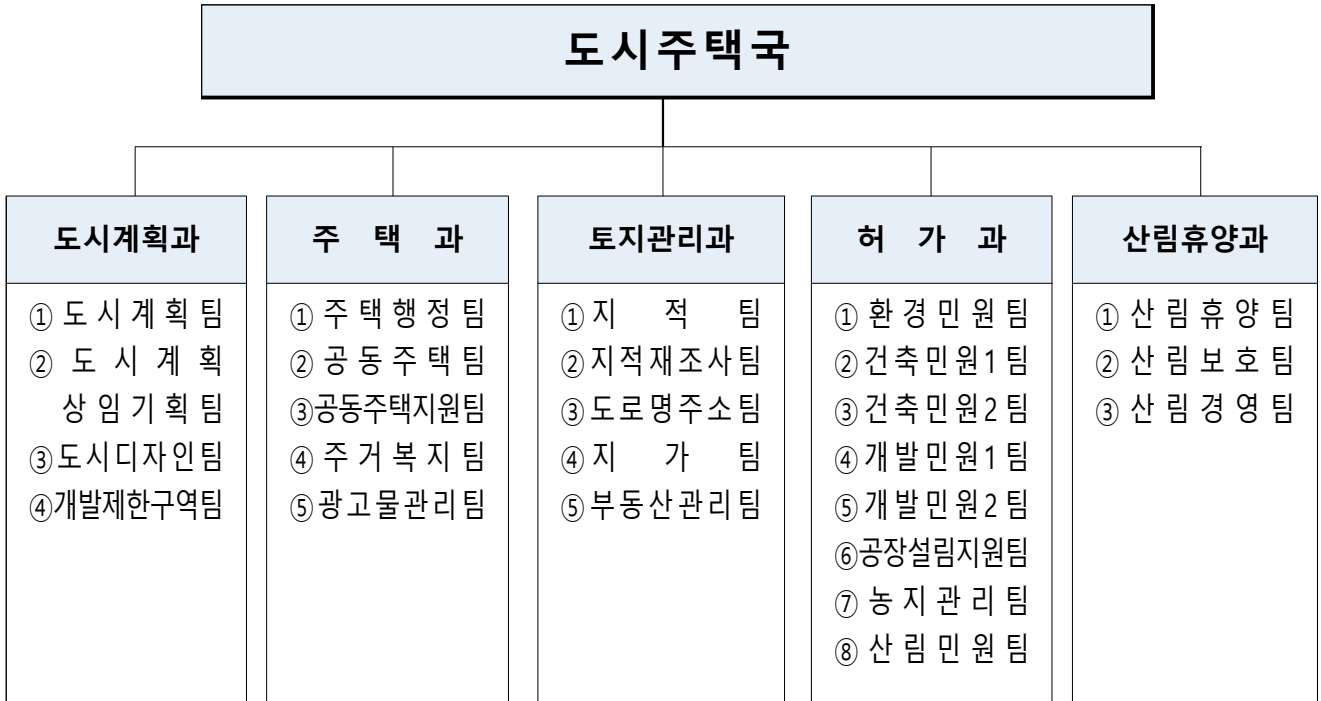 도시주택국
도시계획과
① 도시계획팀
② 도시계획
상임기획팀
③도시디자인팀
④개발제한구역팀
주 택 과
① 주택행정팀
② 공동주택팀
③공동주택지원팀
④ 주거복지팀
⑤광고물관리팀
토지관리과
①지 적 팀
②지적재조사팀
③도로명주소팀
④지 가 팀
⑤부동산관리팀
허 가 과
① 환경민원팀
②건축민원1팀
③건축민원2팀
④개발민원1팀
⑤개발민원2팀
⑥공장설립지원팀
⑦ 농지관리팀
⑧ 산림민원팀
산림휴양과
① 산림휴양팀
② 산림보호팀
③ 산림경영팀